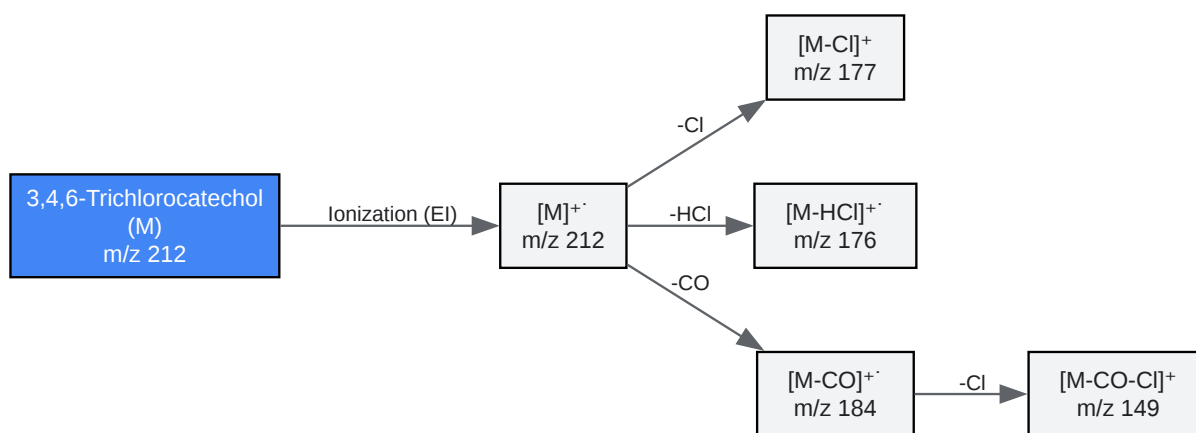 [M-Cl]⁺
m/z 177
-Cl
3,4,6-Trichlorocatechol
(M)
m/z 212
Ionization (EI)
[M]⁺˙
m/z 212
-HCl
[M-HCl]⁺˙
m/z 176
-CO
[M-CO]⁺˙
m/z 184
-Cl
[M-CO-Cl]⁺
m/z 149